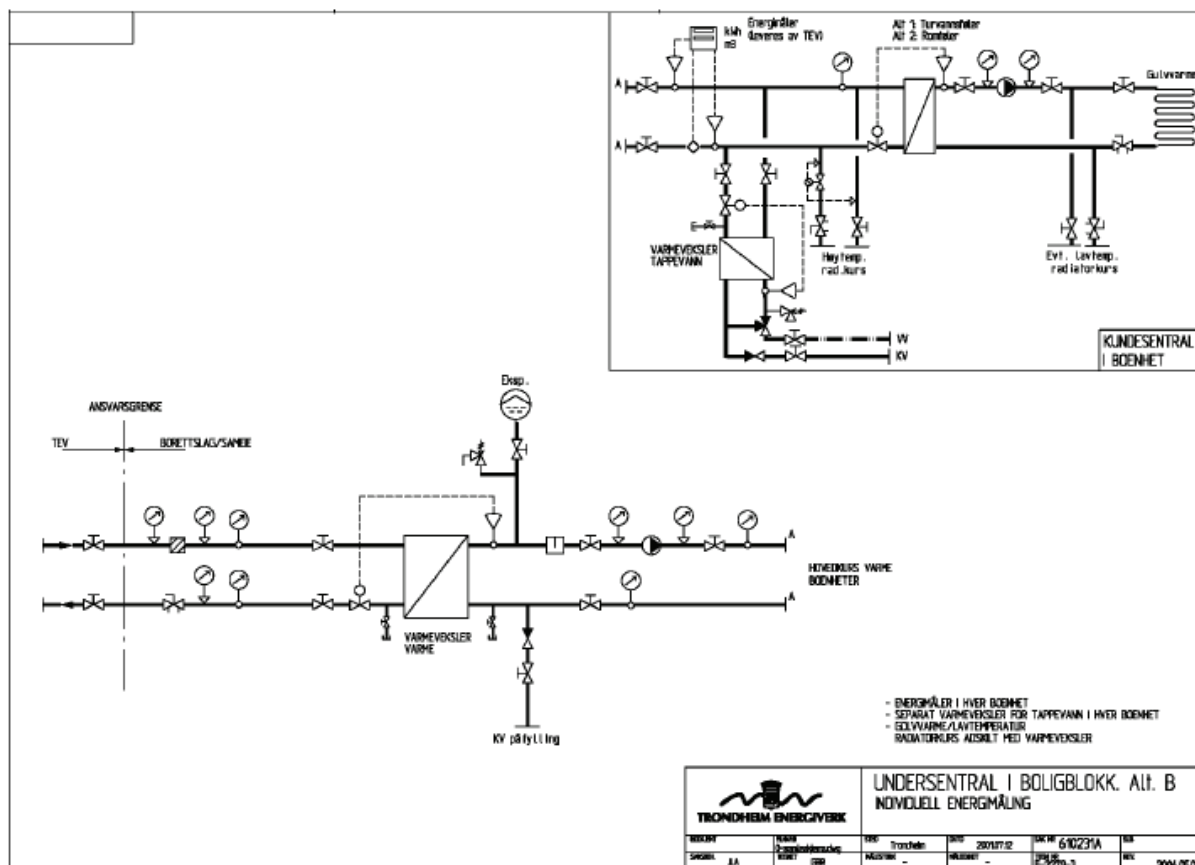 kWh
m3
Energimåler
(leveres av TEV)
Alt 1: Turvannsføler
Alt 2: Romføler
Gulvvarme
A
A
VARMEVEKSLER
TAPPEVANN
Høytemp.
rad.kurs
Evt. lavtemp.
radiatorkurs
VV
KV
KUNDESENTRAL
I BOENHET
Eksp.
ANSVARSGRENSE
TEV
BORETTSLAG/SAMEIE
A
HOVEDKURS VARME
BOENHETER
A
VARMEVEKSLER
VARME
KV påfylling
- ENERGIMÅLER I HVER BOENHET
- SEPARAT VARMEVEKSLER FOR TAPPEVANN I HVER BOENHET
- GOLVVARME/LAVTEMPERATUR
RADIATORKURS ADSKILT MED VARMEVEKSLER
TRONDHEIM ENERGIVERK
UNDERSENTRAL I BOLIGBLOKK. Alt. B
INDIVIDUELL ENERGIMÅLING
Trondheim
610231A